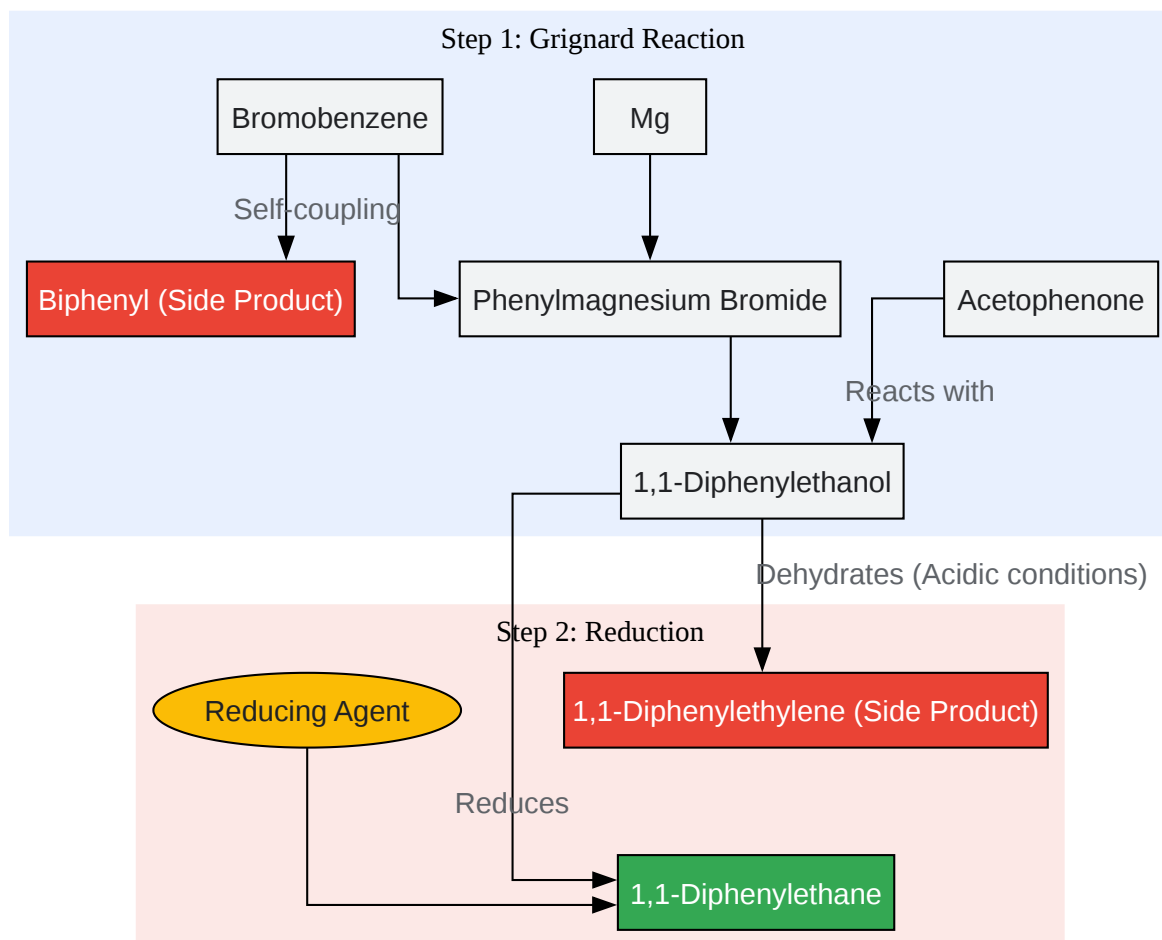 Step 1: Grignard Reaction
Bromobenzene
Mg
Self-coupling
Biphenyl (Side Product)
Phenylmagnesium Bromide
Acetophenone
Reacts with
1,1-Diphenylethanol
Dehydrates (Acidic conditions)
Step 2: Reduction
Reducing Agent
1,1-Diphenylethylene (Side Product)
Reduces
1,1-Diphenylethane